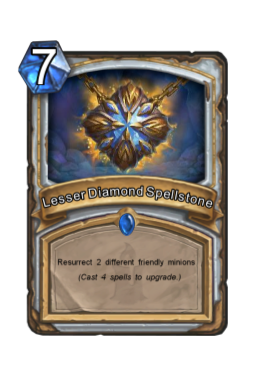 7
Lesser Diamond Spellstone
Resurrect 2 different friendly minions
(Cast 4 spells to upgrade.)